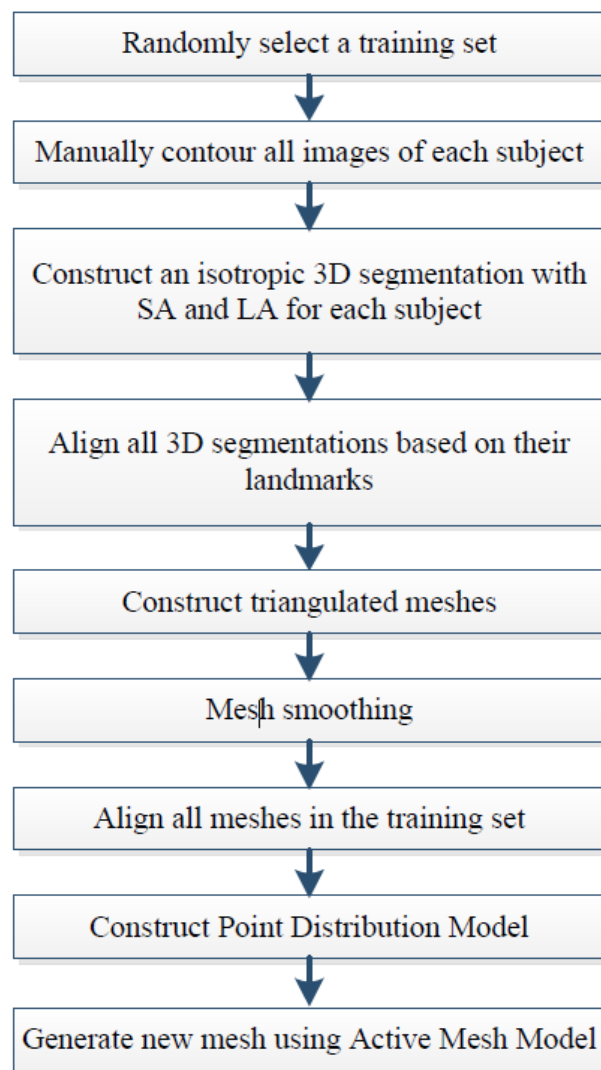 Randomly select a training set
Manually contour all images of each subject
Construct an isotropic 3D segmentation with
SA and LA for each subject
Align all 3D segmentations based on their
landmarks
Construct triangulated meshes
Mesh smoothing
Align all meshes in the training set
Construct Point Distribution Model
Generate new mesh using Active Mesh Model